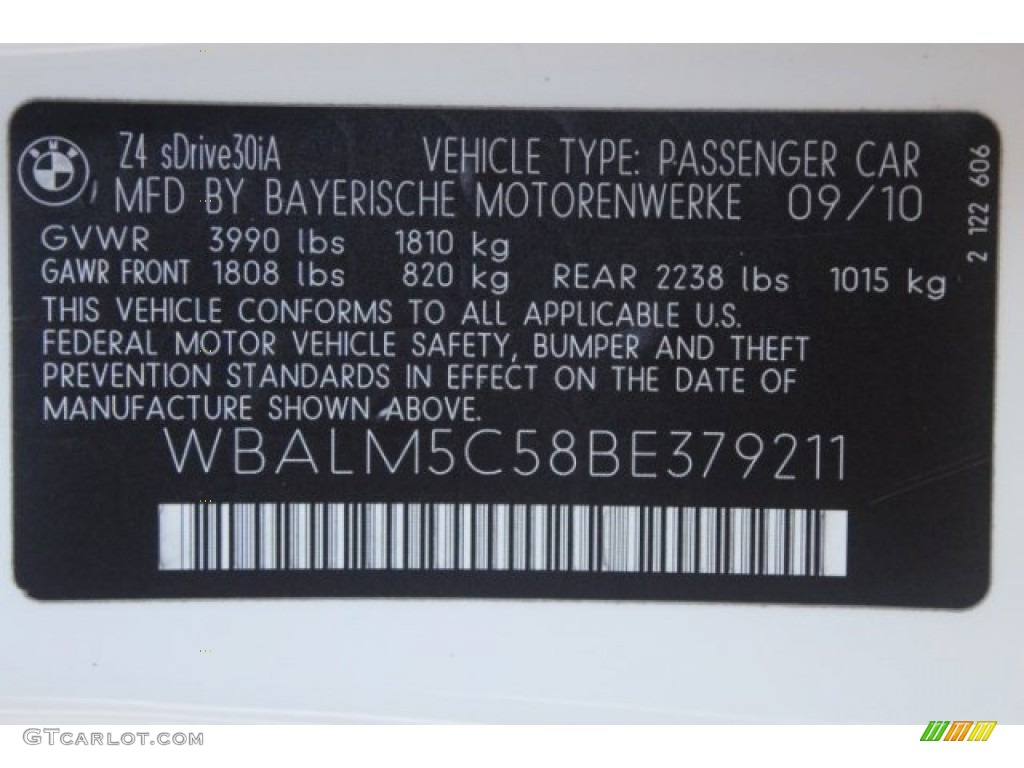 BMW
Z4 sDrive30iA VEHICLE TYPE: PASSENGER CAR
MFD BY BAYERISCHE MOTORENWERKE 09/10
GVWR 3990 lbs 1810 kg
GAWR FRONT 1808 lbs 820 kg REAR 2238 lbs 1015 kg
THIS VEHICLE CONFORMS TO ALL APPLICABLE U.S.
FEDERAL MOTOR VEHICLE SAFETY, BUMPER AND THEFT
PREVENTION STANDARDS IN EFFECT ON THE DATE OF
MANUFACTURE SHOWN ABOVE.
WBALM5C58BE379211
2 122 606
GTCARLOT.COM